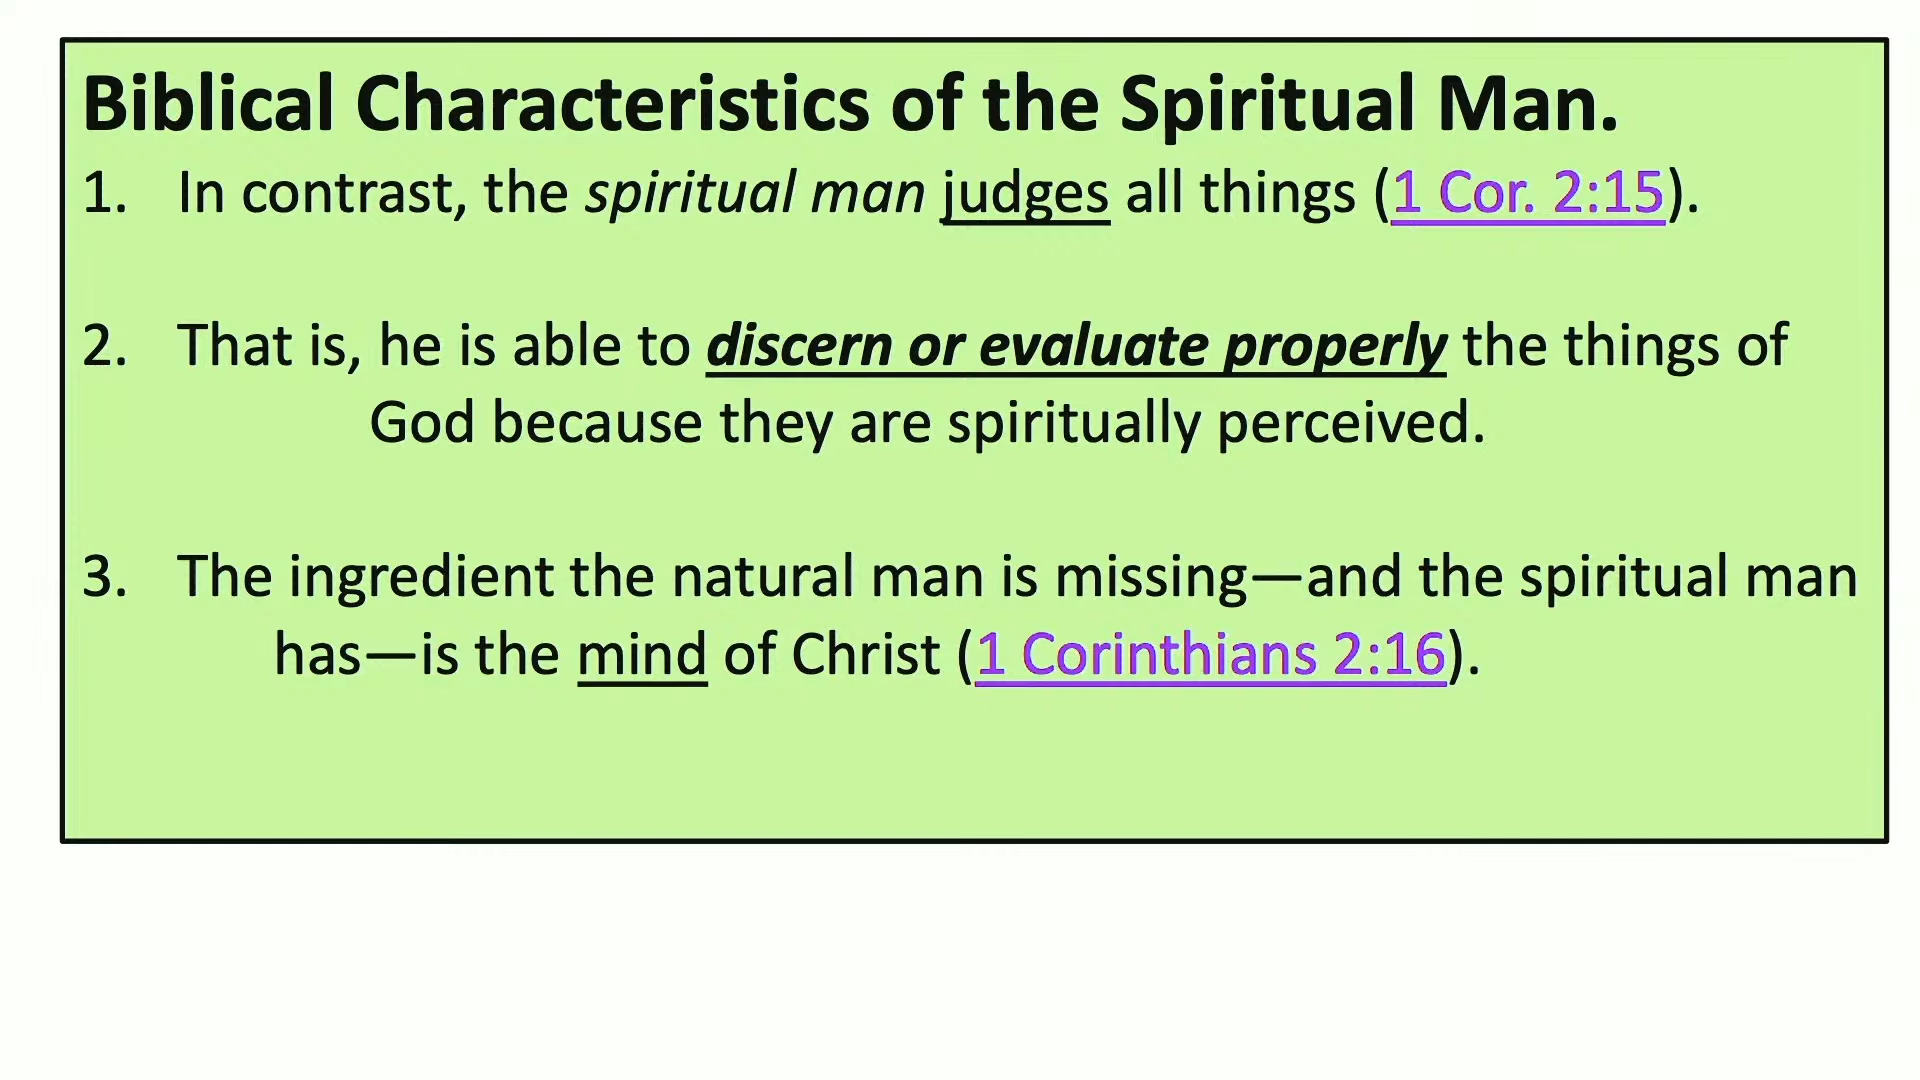 Biblical Characteristics of the Spiritual Man.
1. In contrast, the spiritual man judges all things (1 Cor. 2:15).
2. That is, he is able to discern or evaluate properly the things of
God because they are spiritually perceived.
3. The ingredient the natural man is missing—and the spiritual man
has—is the mind of Christ (1 Corinthians 2:16).